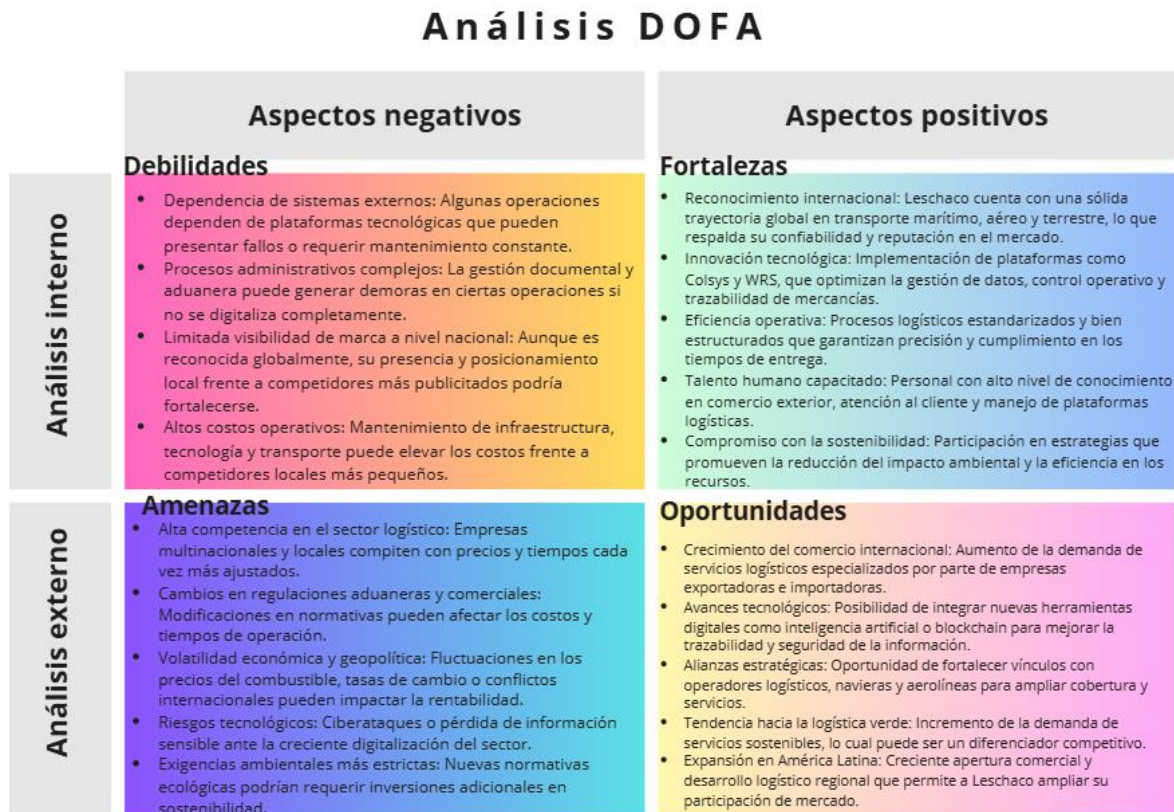 Análisis DOFA
Aspectos negativos
Aspectos positivos
Análisis interno
Debilidades
• Dependencia de sistemas externos: Algunas operaciones
dependen de plataformas tecnológicas que pueden
presentar fallos o requerir mantenimiento constante.
• Procesos administrativos complejos: La gestión documental y
aduanera puede generar demoras en ciertas operaciones si
no se digitaliza completamente.
• Limitada visibilidad de marca a nivel nacional: Aunque es
reconocida globalmente, su presencia y posicionamiento
local frente a competidores más publicitados podría
fortalecerse.
• Altos costos operativos: Mantenimiento de infraestructura,
tecnología y transporte puede elevar los costos frente a
competidores locales más pequeños.
Fortalezas
• Reconocimiento internacional: Leschaco cuenta con una sólida
trayectoria global en transporte marítimo, aéreo y terrestre, lo que
respalda su confiabilidad y reputación en el mercado.
• Innovación tecnológica: Implementación de plataformas como
Colsys y WRS, que optimizan la gestión de datos, control operativo y
trazabilidad de mercancías.
• Eficiencia operativa: Procesos logísticos estandarizados y bien
estructurados que garantizan precisión y cumplimiento en los
tiempos de entrega.
• Talento humano capacitado: Personal con alto nivel de conocimiento
en comercio exterior, atención al cliente y manejo de plataformas
logísticas.
• Compromiso con la sostenibilidad: Participación en estrategias que
promueven la reducción del impacto ambiental y la eficiencia en los
recursos.
Análisis externo
Amenazas
• Alta competencia en el sector logístico: Empresas
multinacionales y locales compiten con precios y tiempos cada
vez más ajustados.
• Cambios en regulaciones aduaneras y comerciales:
Modificaciones en normativas pueden afectar los costos y
tiempos de operación.
• Volatilidad económica y geopolítica: Fluctuaciones en los
precios del combustible, tasas de cambio o conflictos
internacionales pueden impactar la rentabilidad.
• Riesgos tecnológicos: Ciberataques o pérdida de información
sensible ante la creciente digitalización del sector.
• Exigencias ambientales más estrictas: Nuevas normativas
ecológicas podrían requerir inversiones adicionales en
sostenibilidad.
Oportunidades
• Crecimiento del comercio internacional: Aumento de la demanda de
servicios logísticos especializados por parte de empresas
exportadoras e importadoras.
• Avances tecnológicos: Posibilidad de integrar nuevas herramientas
digitales como inteligencia artificial o blockchain para mejorar la
trazabilidad y seguridad de la información.
• Alianzas estratégicas: Oportunidad de fortalecer vínculos con
operadores logísticos, navieras y aerolíneas para ampliar cobertura y
servicios.
• Tendencia hacia la logística verde: Incremento de la demanda de
servicios sostenibles, lo cual puede ser un diferenciador competitivo.
• Expansión en América Latina: Creciente apertura comercial y
desarrollo logístico regional que permite a Leschaco ampliar su
participación de mercado.